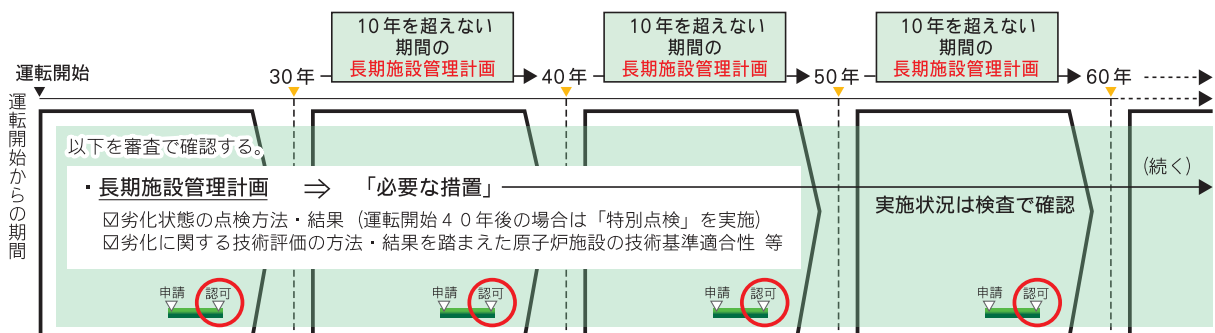 10年を超えない
期間の
長期施設管理計画
10年を超えない
期間の
長期施設管理計画
10年を超えない
期間の
長期施設管理計画
運転開始
30年
40年
50年
60年
運転開始からの期間
以下を審査で確認する。
・長期施設管理計画 ⇒ 「必要な措置」
(続く)
実施状況は検査で確認
☑劣化状態の点検方法・結果（運転開始４０年後の場合は「特別点検」を実施）
☑劣化に関する技術評価の方法・結果を踏まえた原子炉施設の技術基準適合性 等
申請 認可
申請 認可
申請 認可
申請 認可